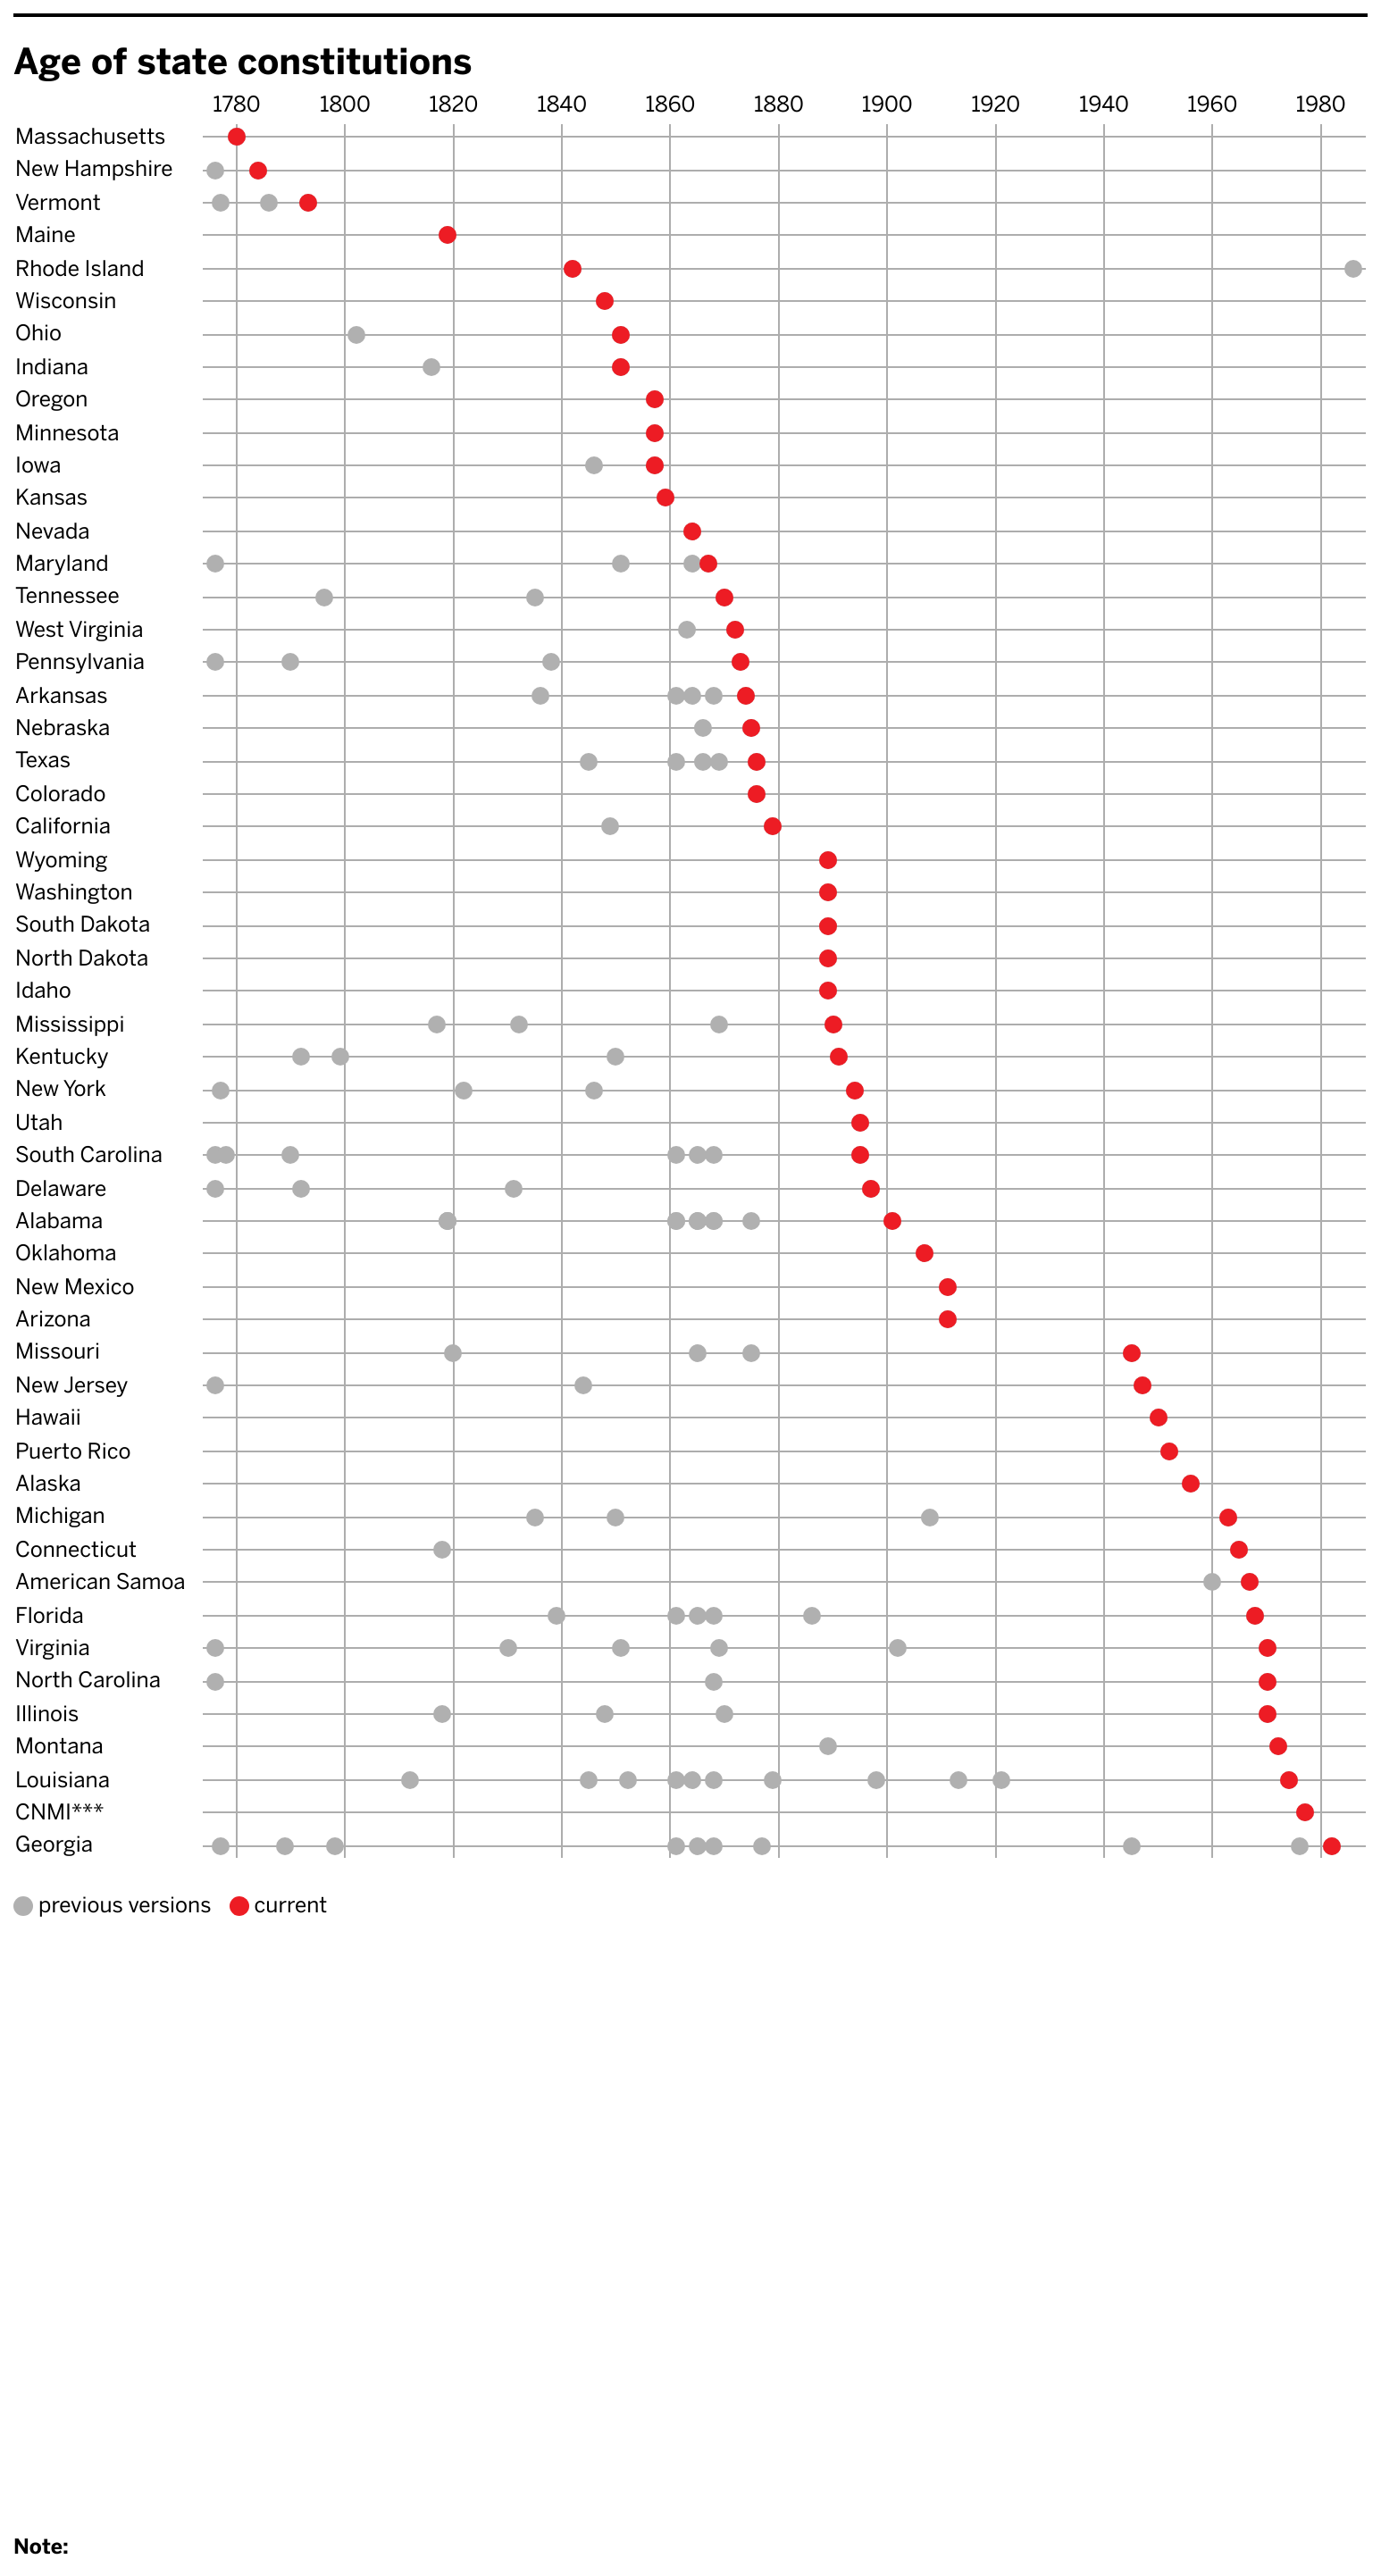 Age of state constitutions
1780 1800 1820 1840 1860 1880 1900 1920 1940 1960 1980
Massachusetts
New Hampshire
Vermont
Maine
Rhode Island
Wisconsin
Ohio
Indiana
Oregon
Minnesota
Iowa
Kansas
Nevada
Maryland
Tennessee
West Virginia
Pennsylvania
Arkansas
Nebraska
Texas
Colorado
California
Wyoming
Washington
South Dakota
North Dakota
Idaho
Mississippi
Kentucky
New York
Utah
South Carolina
Delaware
Alabama
Oklahoma
New Mexico
Arizona
Missouri
New Jersey
Hawaii
Puerto Rico
Alaska
Michigan
Connecticut
American Samoa
Florida
Virginia
North Carolina
Illinois
Montana
Louisiana
CNMI***
Georgia
previous versions current
Note: